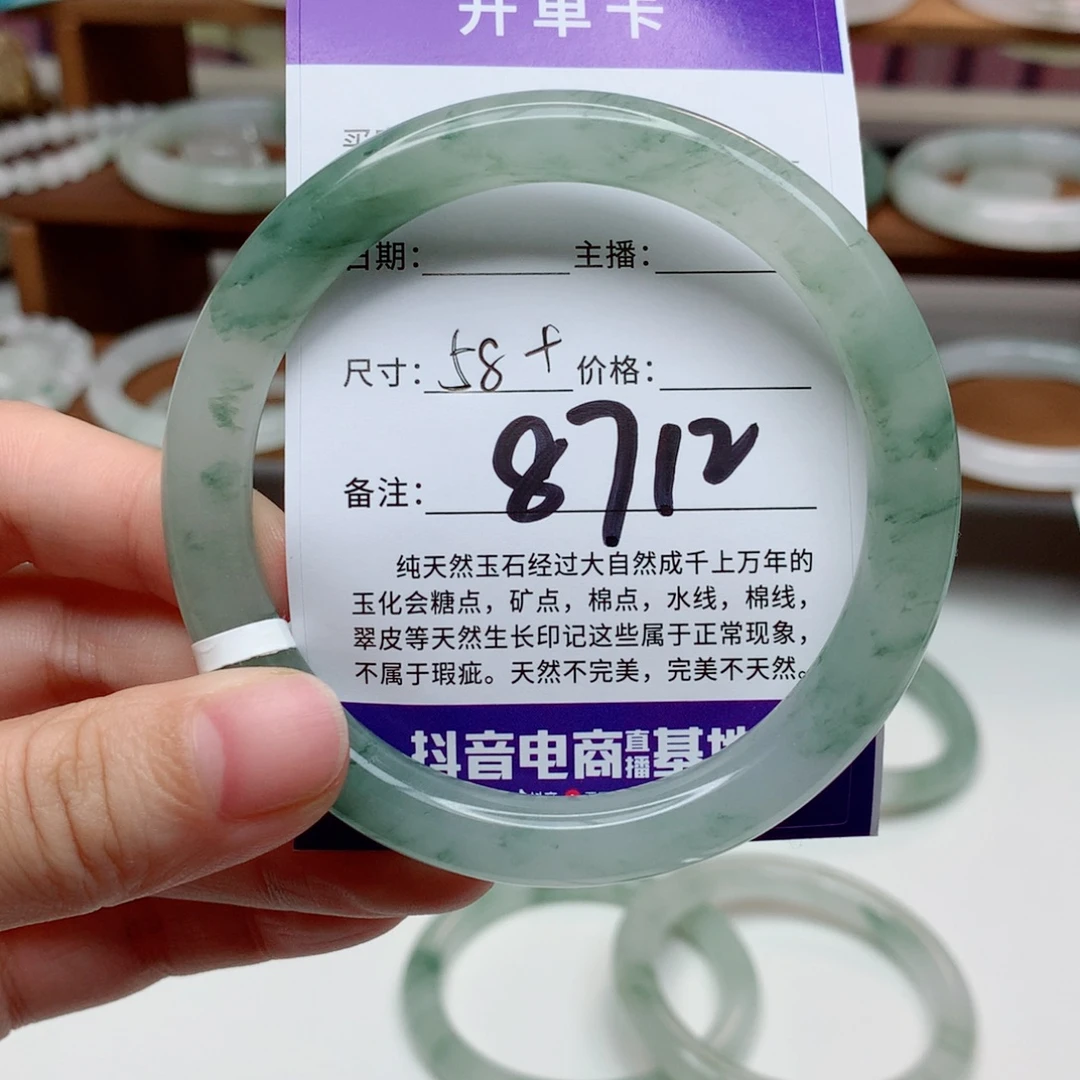 开单卡
日期： 主播：
尺寸：58+ 价格：
备注：
纯天然玉石经过大自然成千上万年的
玉化会糖点，矿点，棉点，水线，棉线，
翠皮等天然生长印记这些属于正常现象，
不属于瑕疵。天然不完美，完美不天然。
抖音电商直播基地